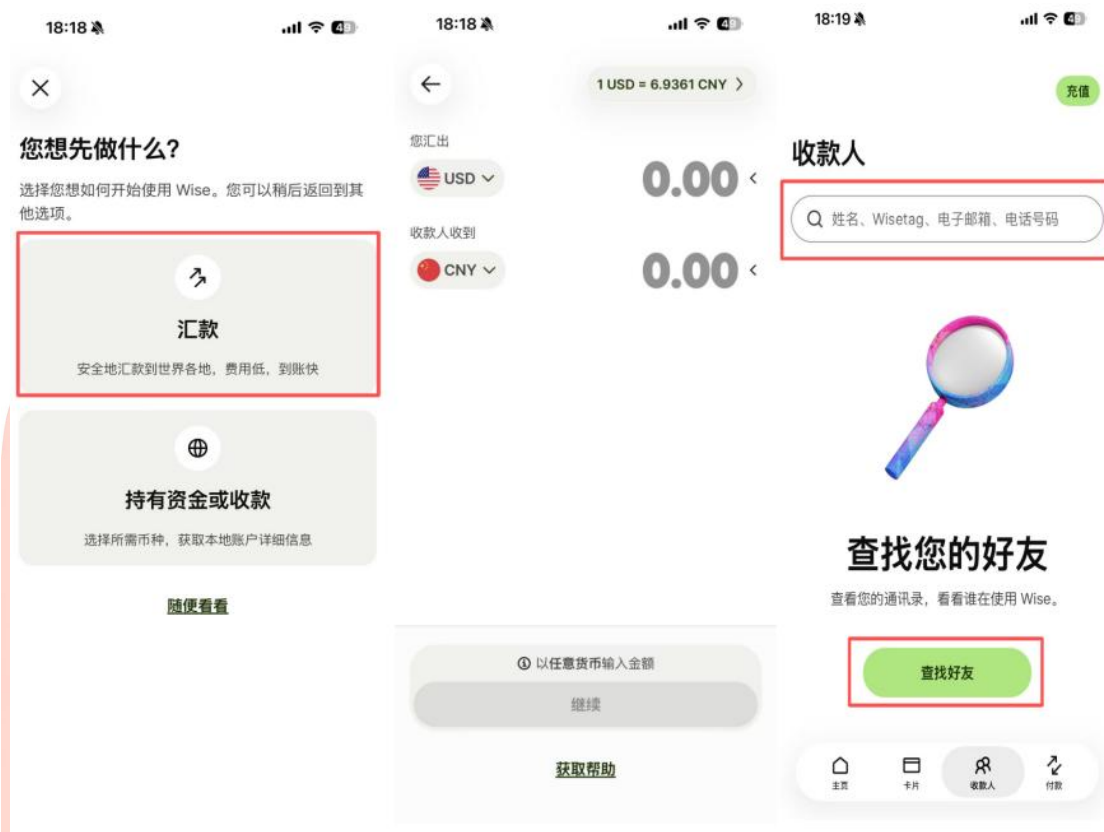 18:18
您想先做什么?
选择您想如何开始使用 Wise。您可以稍后返回到其
他选项。
汇款
安全地汇款到世界各地，费用低，到账快
持有资金或收款
选择所需币种，获取本地账户详细信息
随便看看
18:18
1 USD = 6.9361 CNY
您汇出
USD
0.00
收款人收到
CNY
0.00
以任意货币输入金额
继续
获取帮助
18:19
充值
收款人
姓名、Wisetag、电子邮箱、电话号码
查找您的好友
查看您的通讯录，看看谁在使用 Wise。
查找好友
主页
卡片
收款人
付款